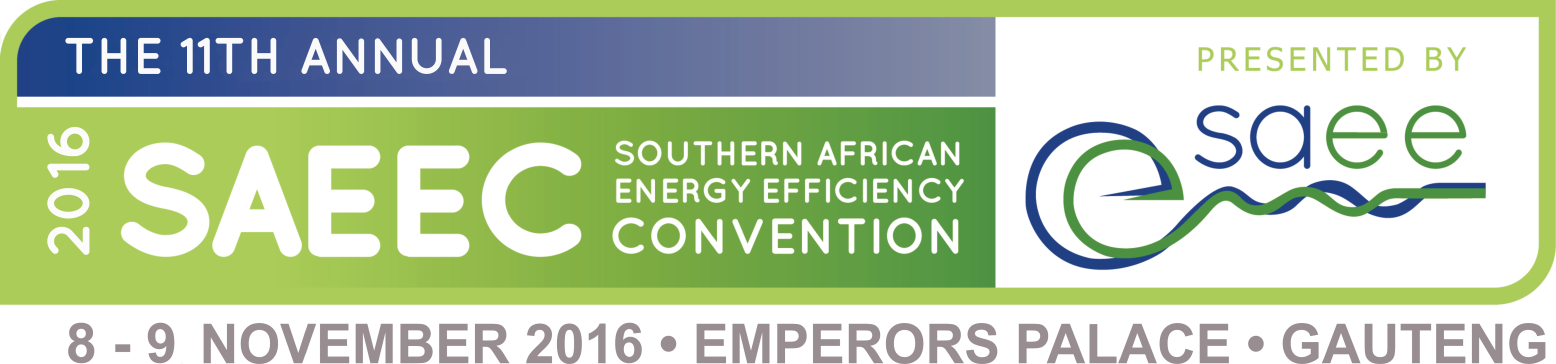 THE 11TH ANNUAL
2016
SAEEC
SOUTHERN AFRICAN
ENERGY EFFICIENCY
CONVENTION
PRESENTED BY
saee
8 - 9 NOVEMBER 2016 • EMPERORS PALACE • GAUTENG